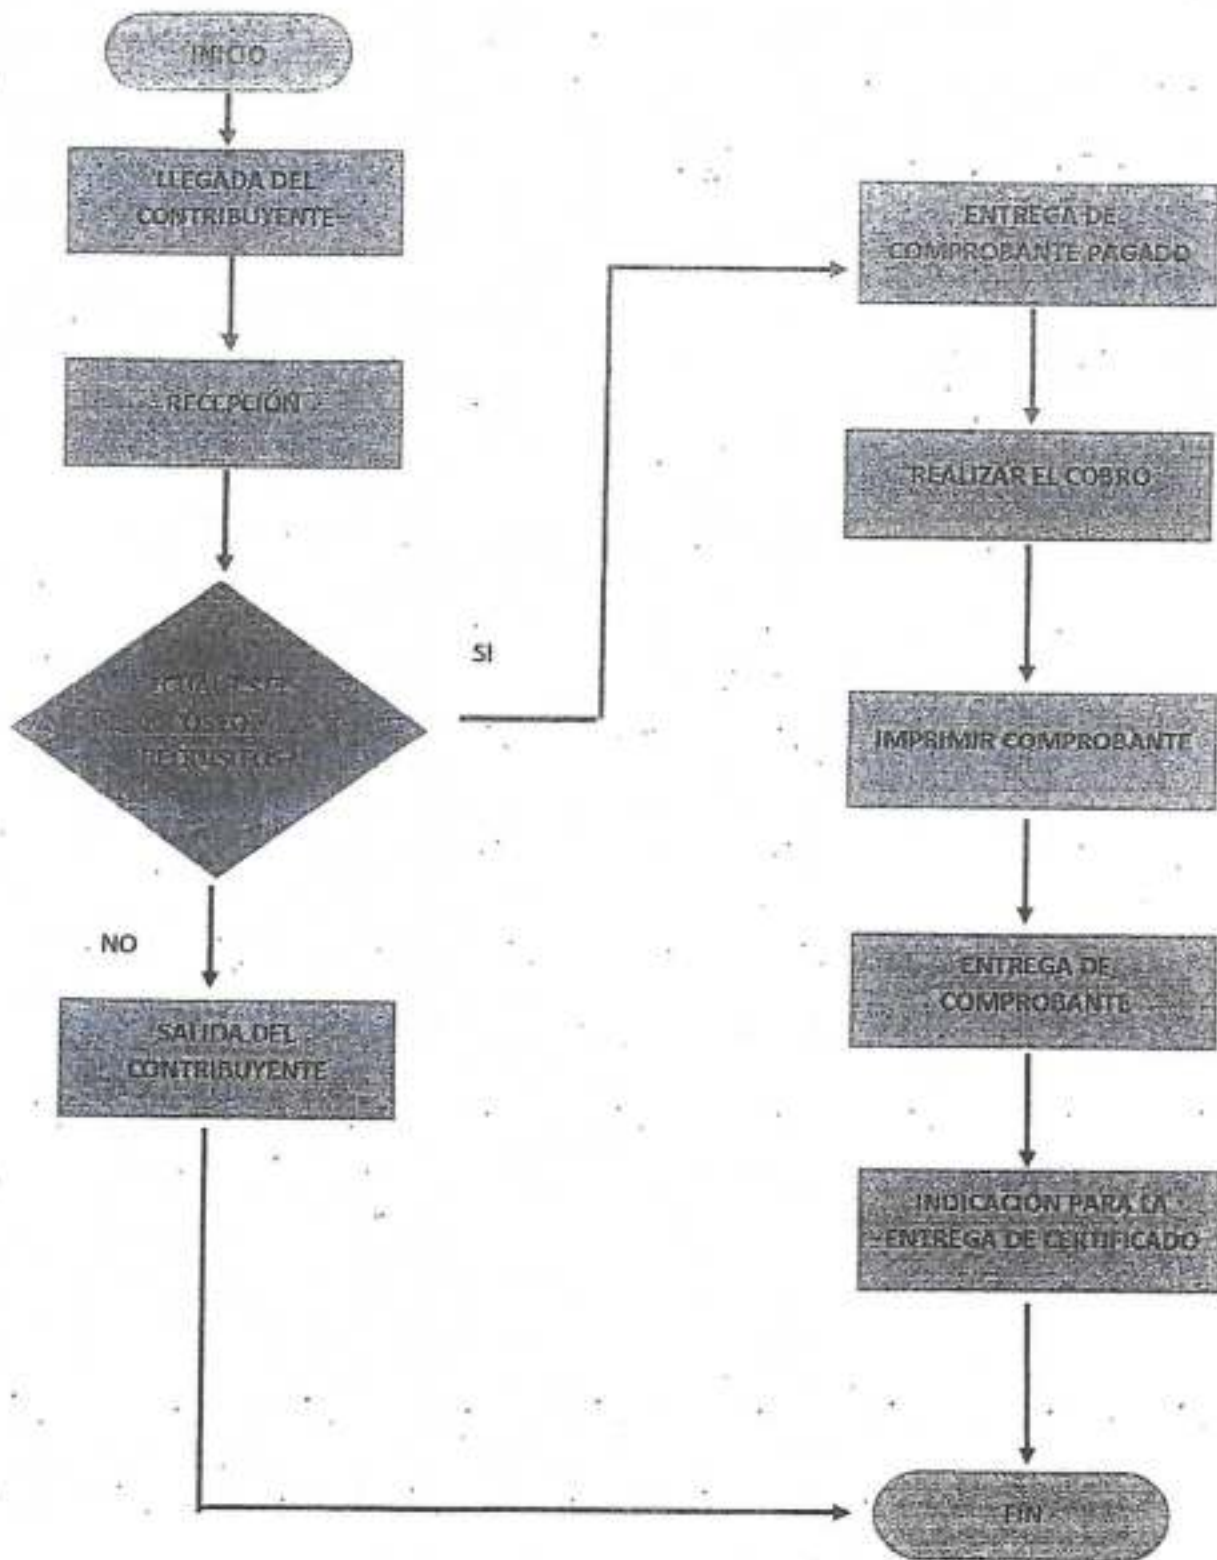 INICIO
LLEGADA DEL
CONTRIBUYENTE
RECEPCIÓN
SI
NO
SALIDA DEL
CONTRIBUYENTE
ENTREGA DE
COMPROBANTE PAGADO
REALIZAR EL COBRO
IMPRIMIR COMPROBANTE
ENTREGA DE
COMPROBANTE
INDICACIÓN PARA LA
ENTREGA DE CERTIFICADO
FIN